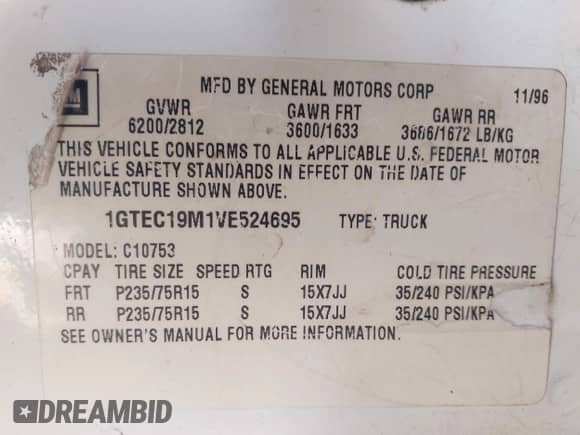 GM
MFD BY GENERAL MOTORS CORP 11/96
GVWR GAWR FRT GAWR RR
6200/2812 3600/1633 3686/1672 LB/KG
THIS VEHICLE CONFORMS TO ALL APPLICABLE U.S. FEDERAL MOTOR
VEHICLE SAFETY STANDARDS IN EFFECT ON THE DATE OF
MANUFACTURE SHOWN ABOVE.
1GTEC19M1VE524695 TYPE: TRUCK
MODEL: C10753
CPAY TIRE SIZE SPEED RTG RIM COLD TIRE PRESSURE
FRT P235/75R15 S 15X7JJ 35/240 PSI/KPA
RR P235/75R15 S 15X7JJ 35/240 PSI/KPA
SEE OWNER'S MANUAL FOR MORE INFORMATION.
DREAMBID